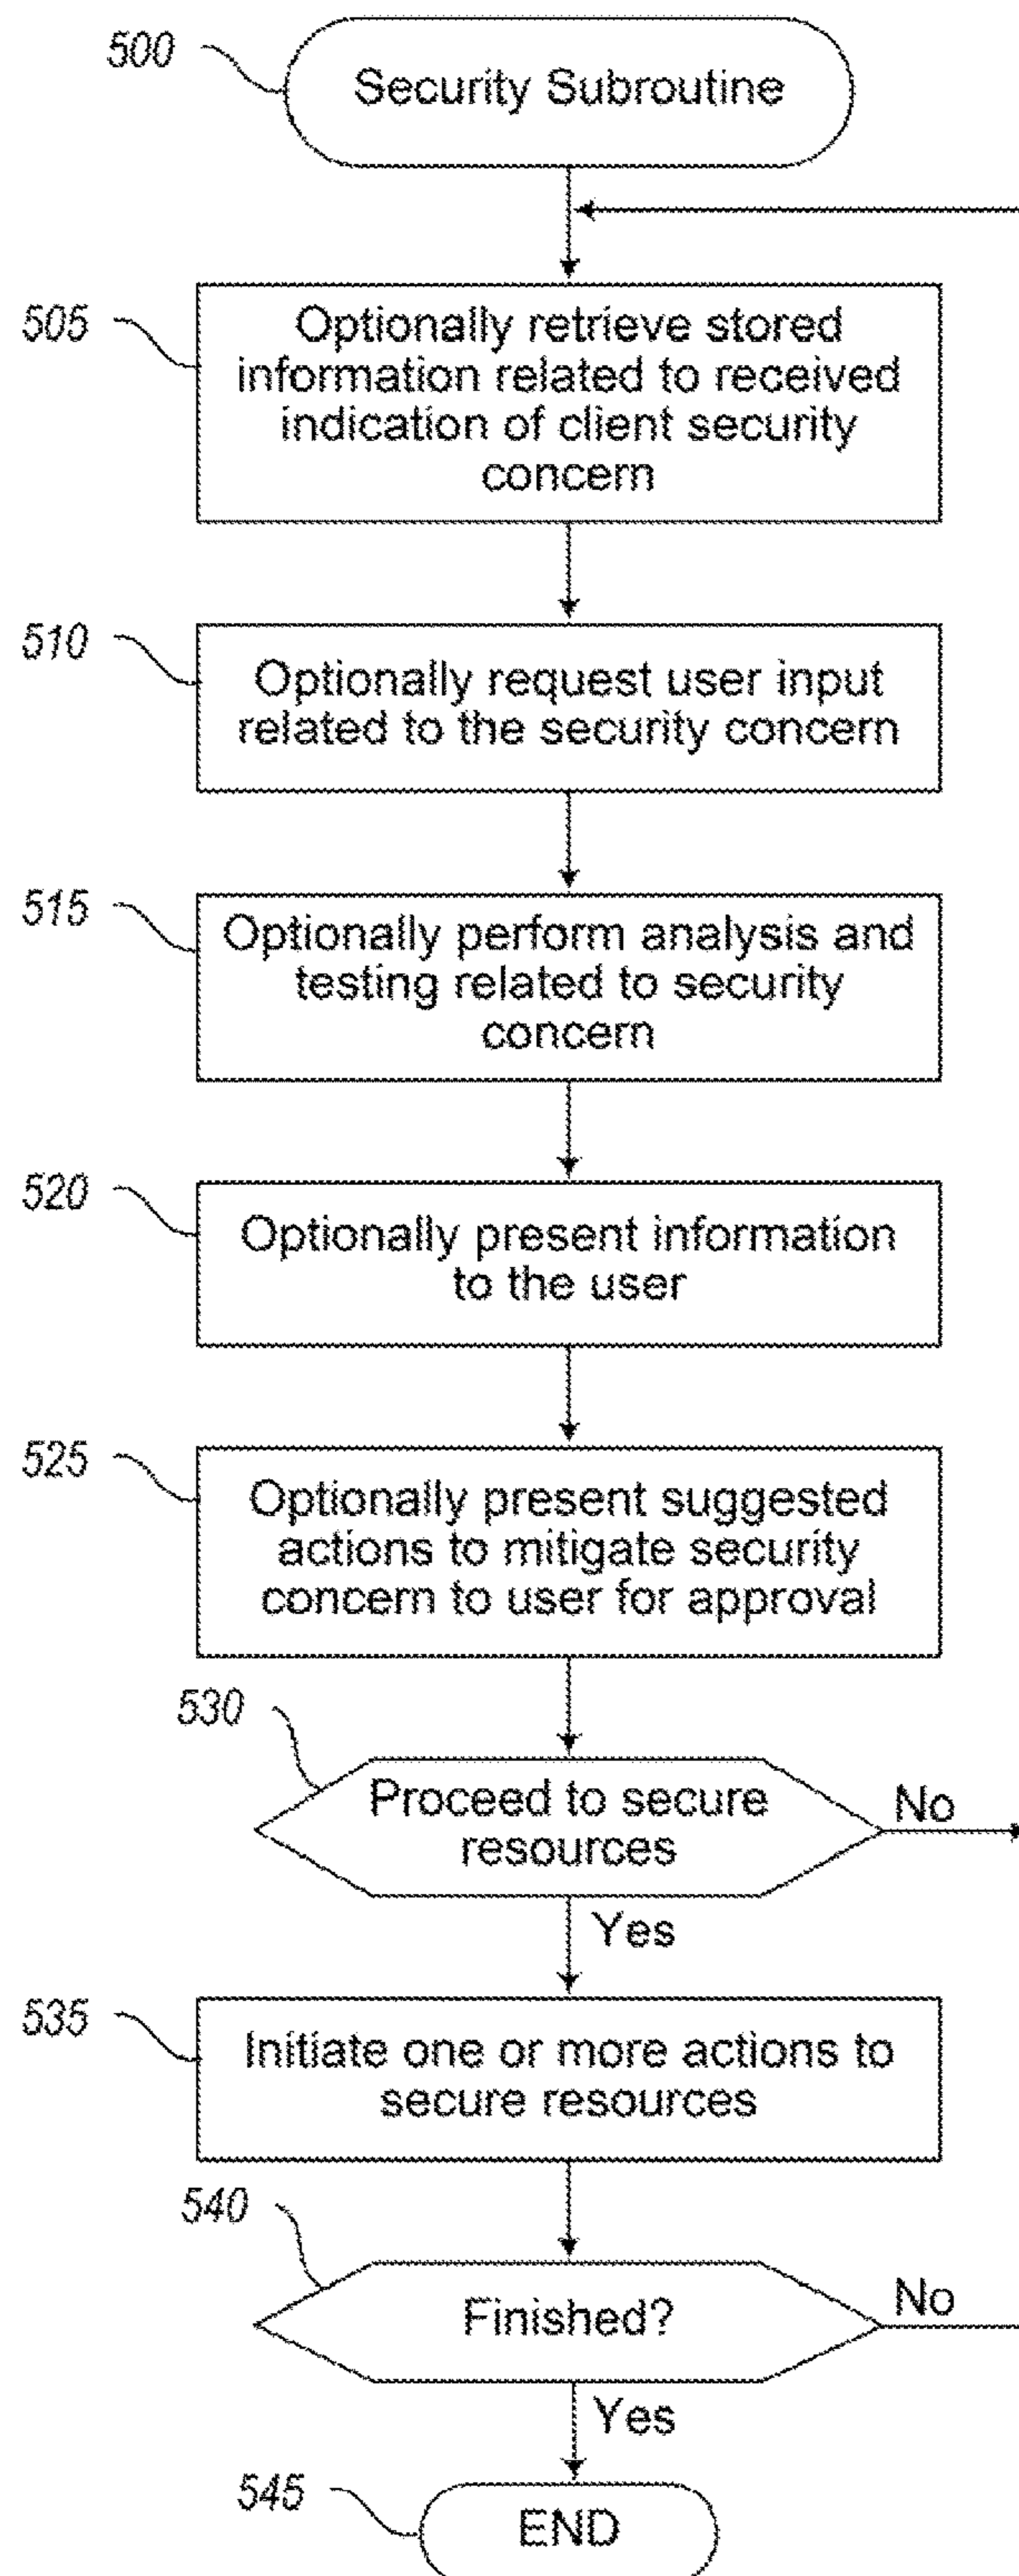 500
Security Subroutine
505
Optionally retrieve stored
information related to received
indication of client security
concern
510
Optionally request user input
related to the security concern
515
Optionally perform analysis and
testing related to security
concern
520
Optionally present information
to the user
525
Optionally present suggested
actions to mitigate security
concern to user for approval
530
Proceed to secure
resources
No
Yes
535
Initiate one or more actions to
secure resources
540
Finished?
No
Yes
545
END